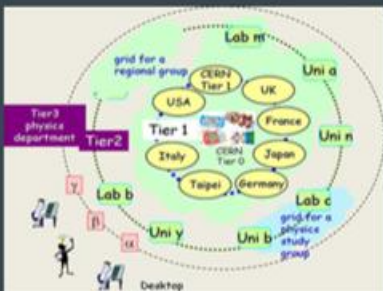 Lab m
grid for a
regional group
Uni a
CERN
Tier 1
USA
UK
Tier3
physics
department
Tier2
Tier 1
France
Uni n
CERN
Tier 0
Italy
Japan
Taipei
Germany
γ
Lab b
Lab c
β
grid for a
physics
study
group
α
Uni y
Uni b
Desktop